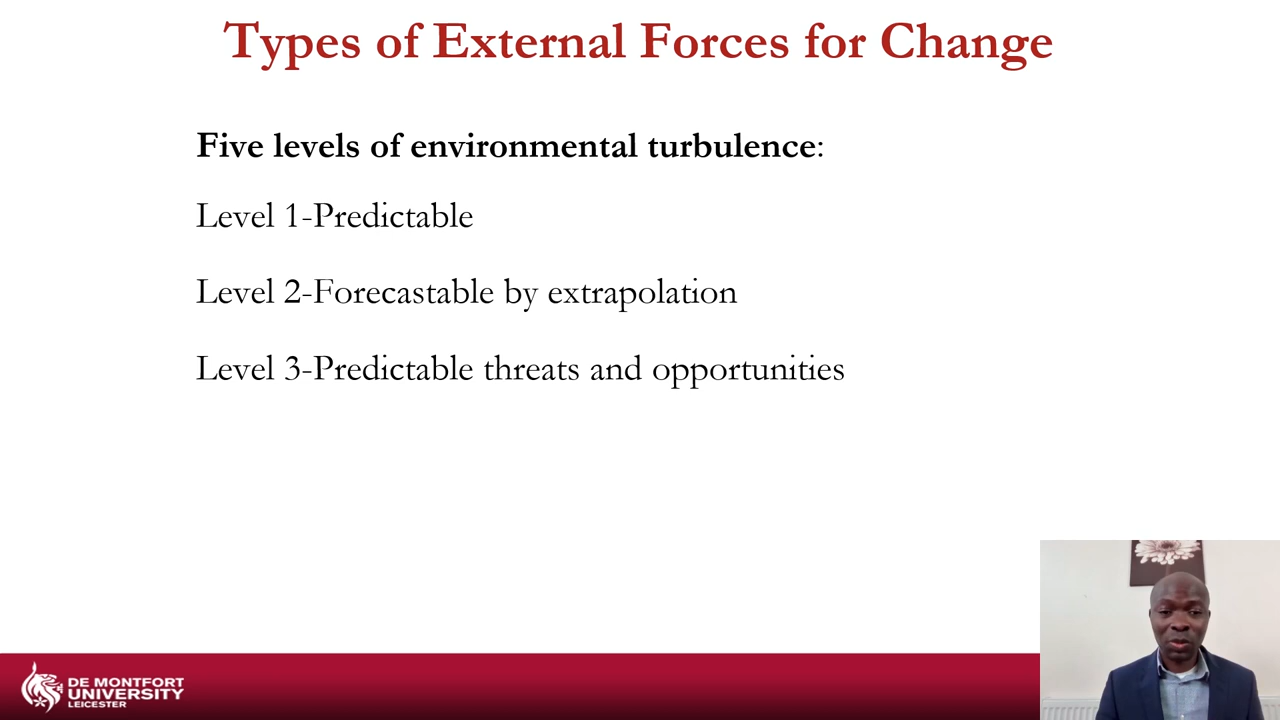 Types of External Forces for Change
Five levels of environmental turbulence:
Level 1-Predictable
Level 2-Forecastable by extrapolation
Level 3-Predictable threats and opportunities
DE MONTFORT
UNIVERSITY
LEICESTER